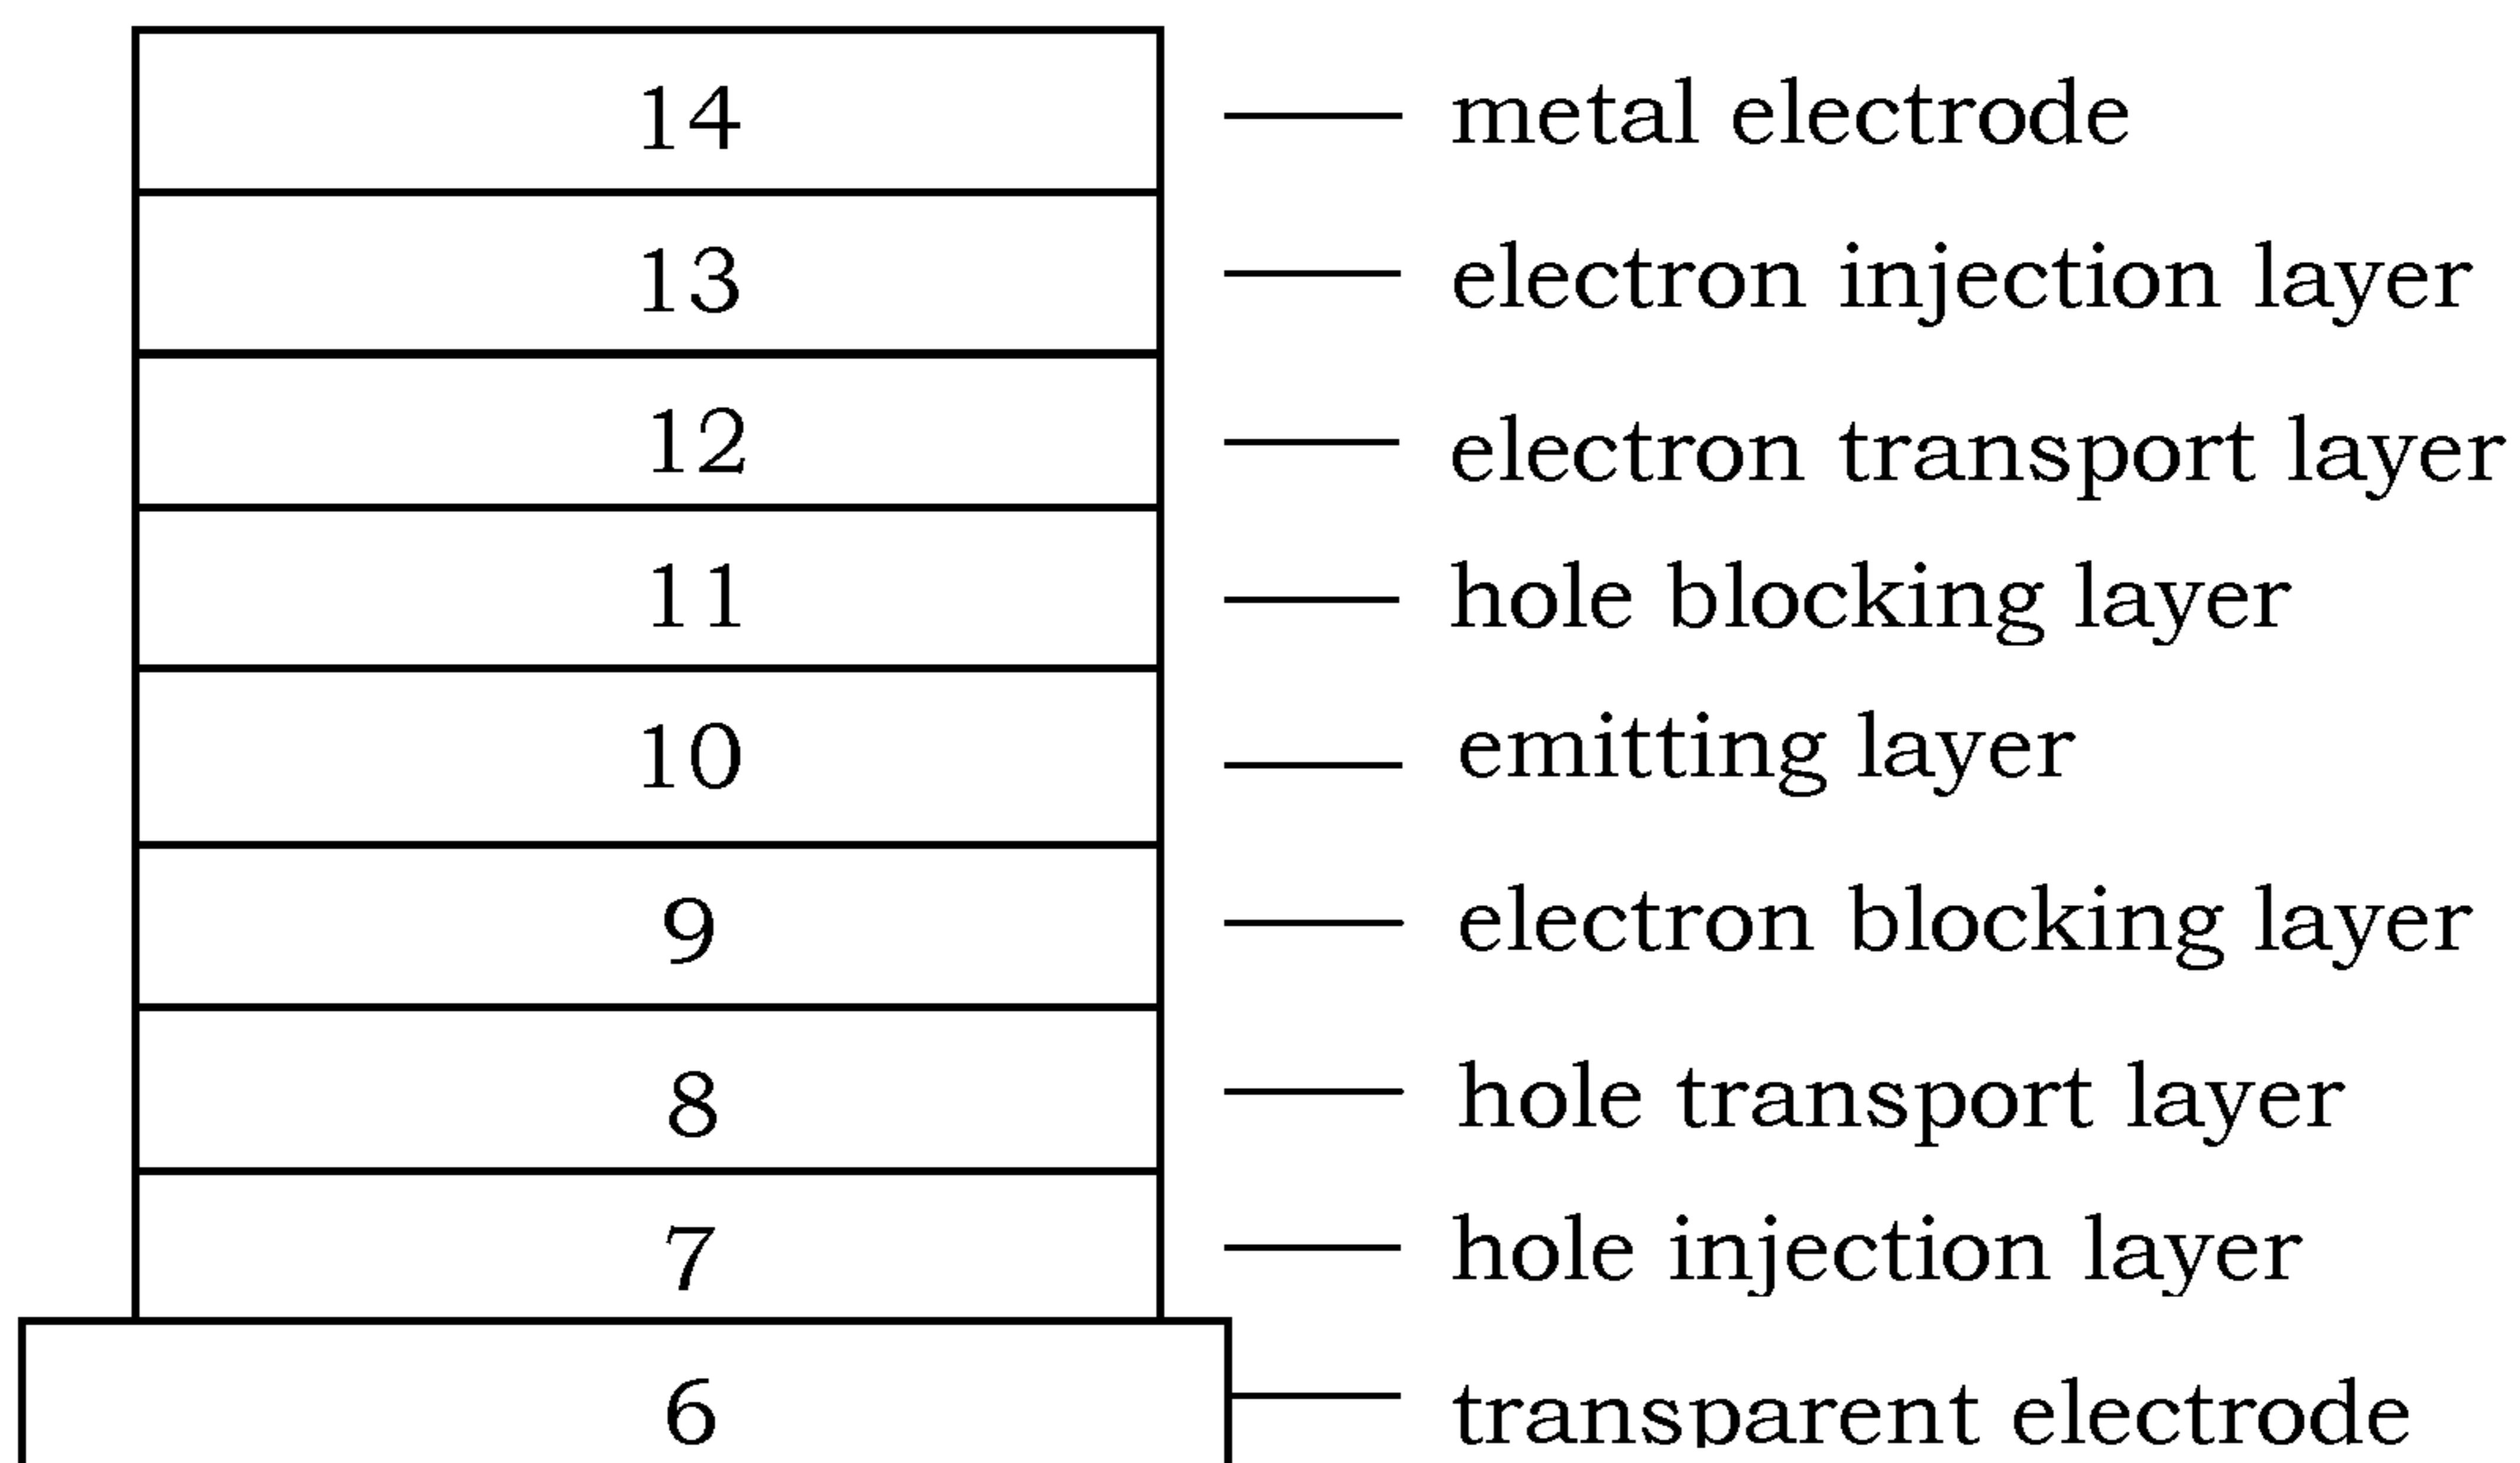 14 metal electrode
13 electron injection layer
12 electron transport layer
11 hole blocking layer
10 emitting layer
9 electron blocking layer
8 hole transport layer
7 hole injection layer
6 transparent electrode